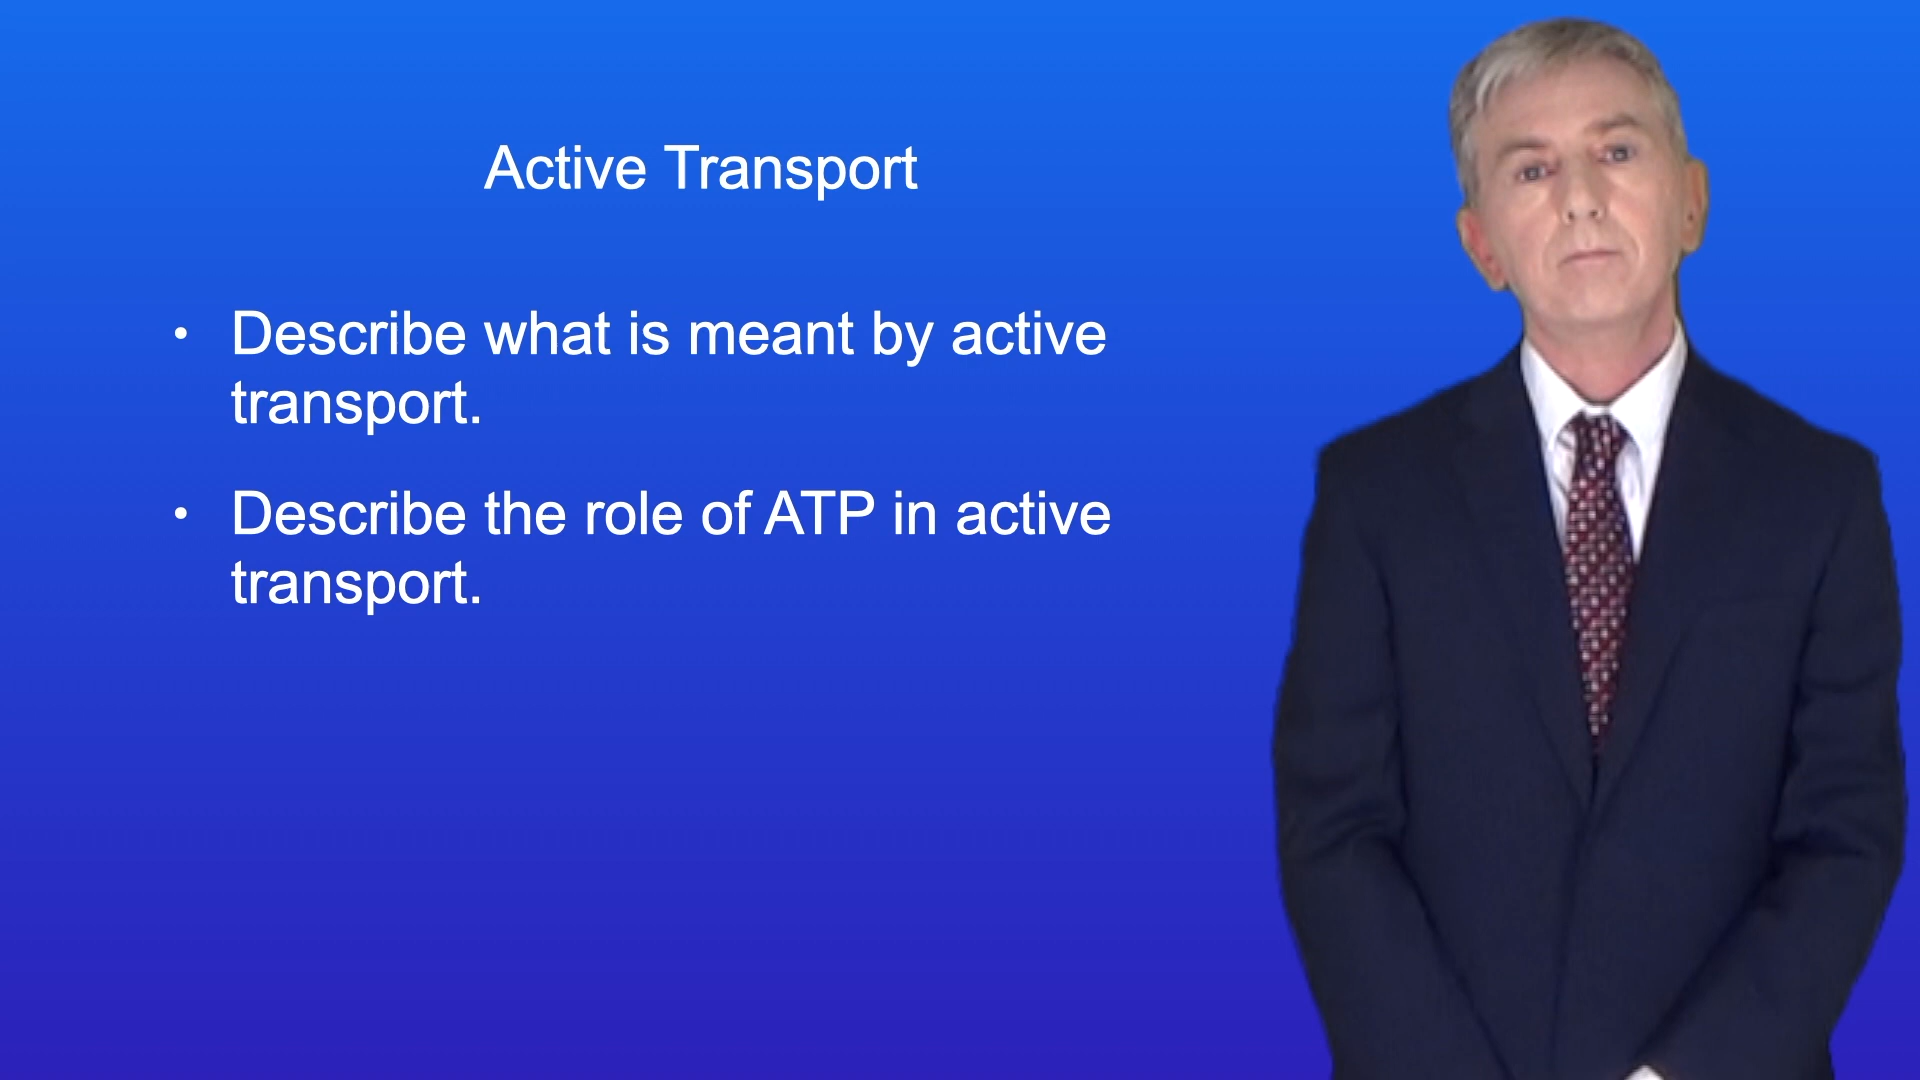 Active Transport
• Describe what is meant by active
transport.
• Describe the role of ATP in active
transport.